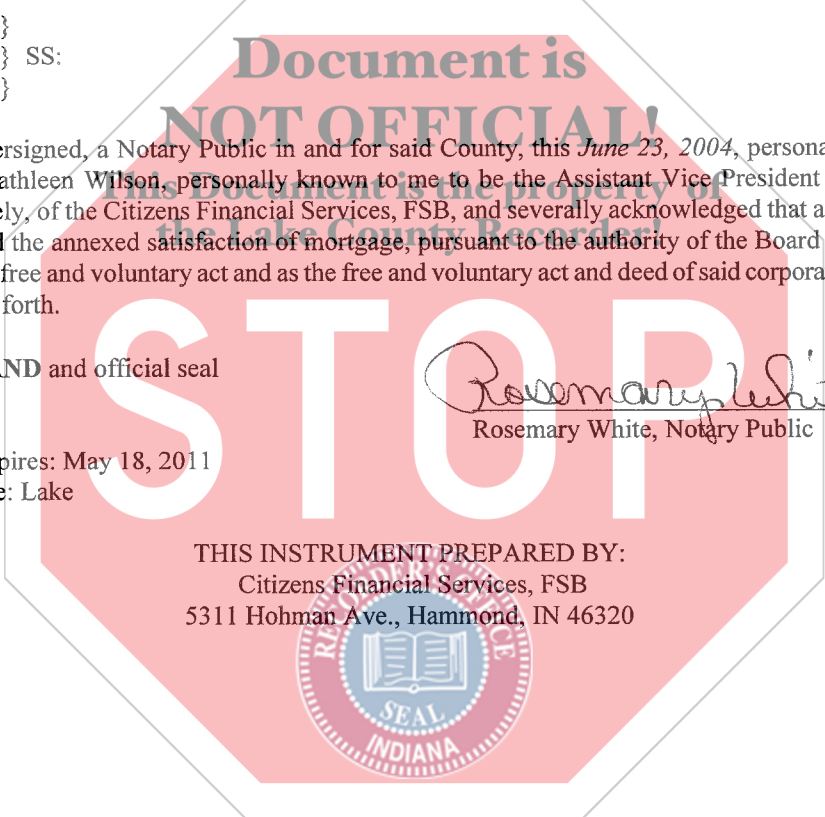 }
} SS:
}
Document is
NOT OFFICIAL!
This Document is the property of
the Lake County Recorder!
ersigned, a Notary Public in and for said County, this June 23, 2004, persona
athleen Wilson, personally known to me to be the Assistant Vice President
ely, of the Citizens Financial Services, FSB, and severally acknowledged that a
d the annexed satisfaction of mortgage, pursuant to the authority of the Board
free and voluntary act and as the free and voluntary act and deed of said corpora
forth.
AND and official seal
Rosemary Whi
Rosemary White, Notary Public
pires: May 18, 2011
e: Lake
STOP
THIS INSTRUMENT PREPARED BY:
Citizens Financial Services, FSB
5311 Hohman Ave., Hammond, IN 46320
RECORDER'S OFFICE
SEAL
INDIANA